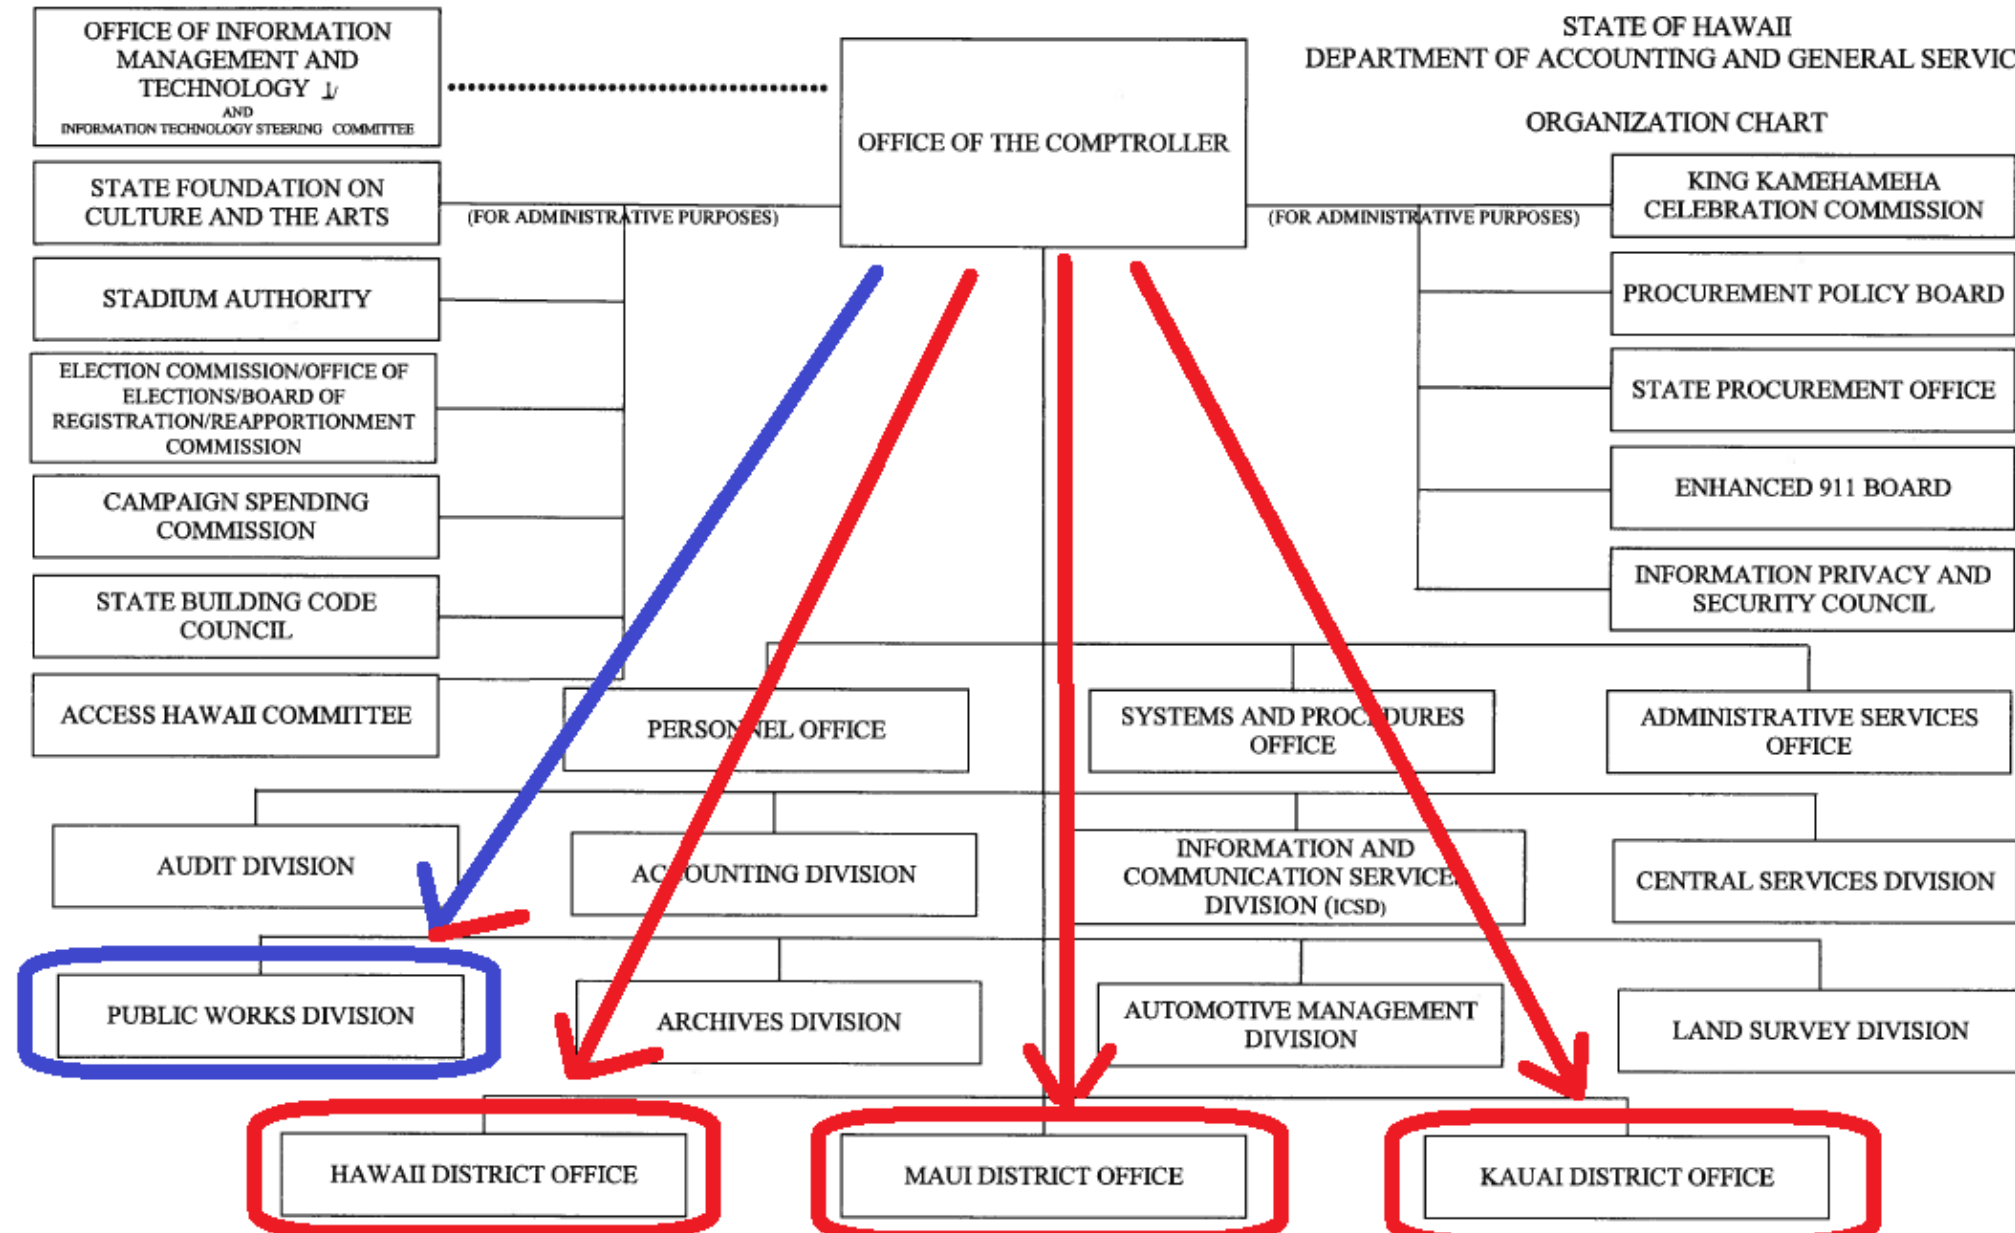 OFFICE OF INFORMATION
MANAGEMENT AND
TECHNOLOGY 1/
AND
INFORMATION TECHNOLOGY STEERING COMMITTEE
OFFICE OF THE COMPTROLLER
STATE OF HAWAII
DEPARTMENT OF ACCOUNTING AND GENERAL SERVIC
ORGANIZATION CHART
STATE FOUNDATION ON
CULTURE AND THE ARTS
(FOR ADMINISTRATIVE PURPOSES)
(FOR ADMINISTRATIVE PURPOSES)
KING KAMEHAMEHA
CELEBRATION COMMISSION
STADIUM AUTHORITY
PROCUREMENT POLICY BOARD
ELECTION COMMISSION/OFFICE OF
ELECTIONS/BOARD OF
REGISTRATION/REAPPORTIONMENT
COMMISSION
STATE PROCUREMENT OFFICE
CAMPAIGN SPENDING
COMMISSION
ENHANCED 911 BOARD
STATE BUILDING CODE
COUNCIL
INFORMATION PRIVACY AND
SECURITY COUNCIL
ACCESS HAWAII COMMITTEE
PERSONNEL OFFICE
SYSTEMS AND PROCEDURES
OFFICE
ADMINISTRATIVE SERVICES
OFFICE
AUDIT DIVISION
ACCOUNTING DIVISION
INFORMATION AND
COMMUNICATION SERVICES
DIVISION (ICSD)
CENTRAL SERVICES DIVISION
PUBLIC WORKS DIVISION
ARCHIVES DIVISION
AUTOMOTIVE MANAGEMENT
DIVISION
LAND SURVEY DIVISION
HAWAII DISTRICT OFFICE
MAUI DISTRICT OFFICE
KAUAI DISTRICT OFFICE